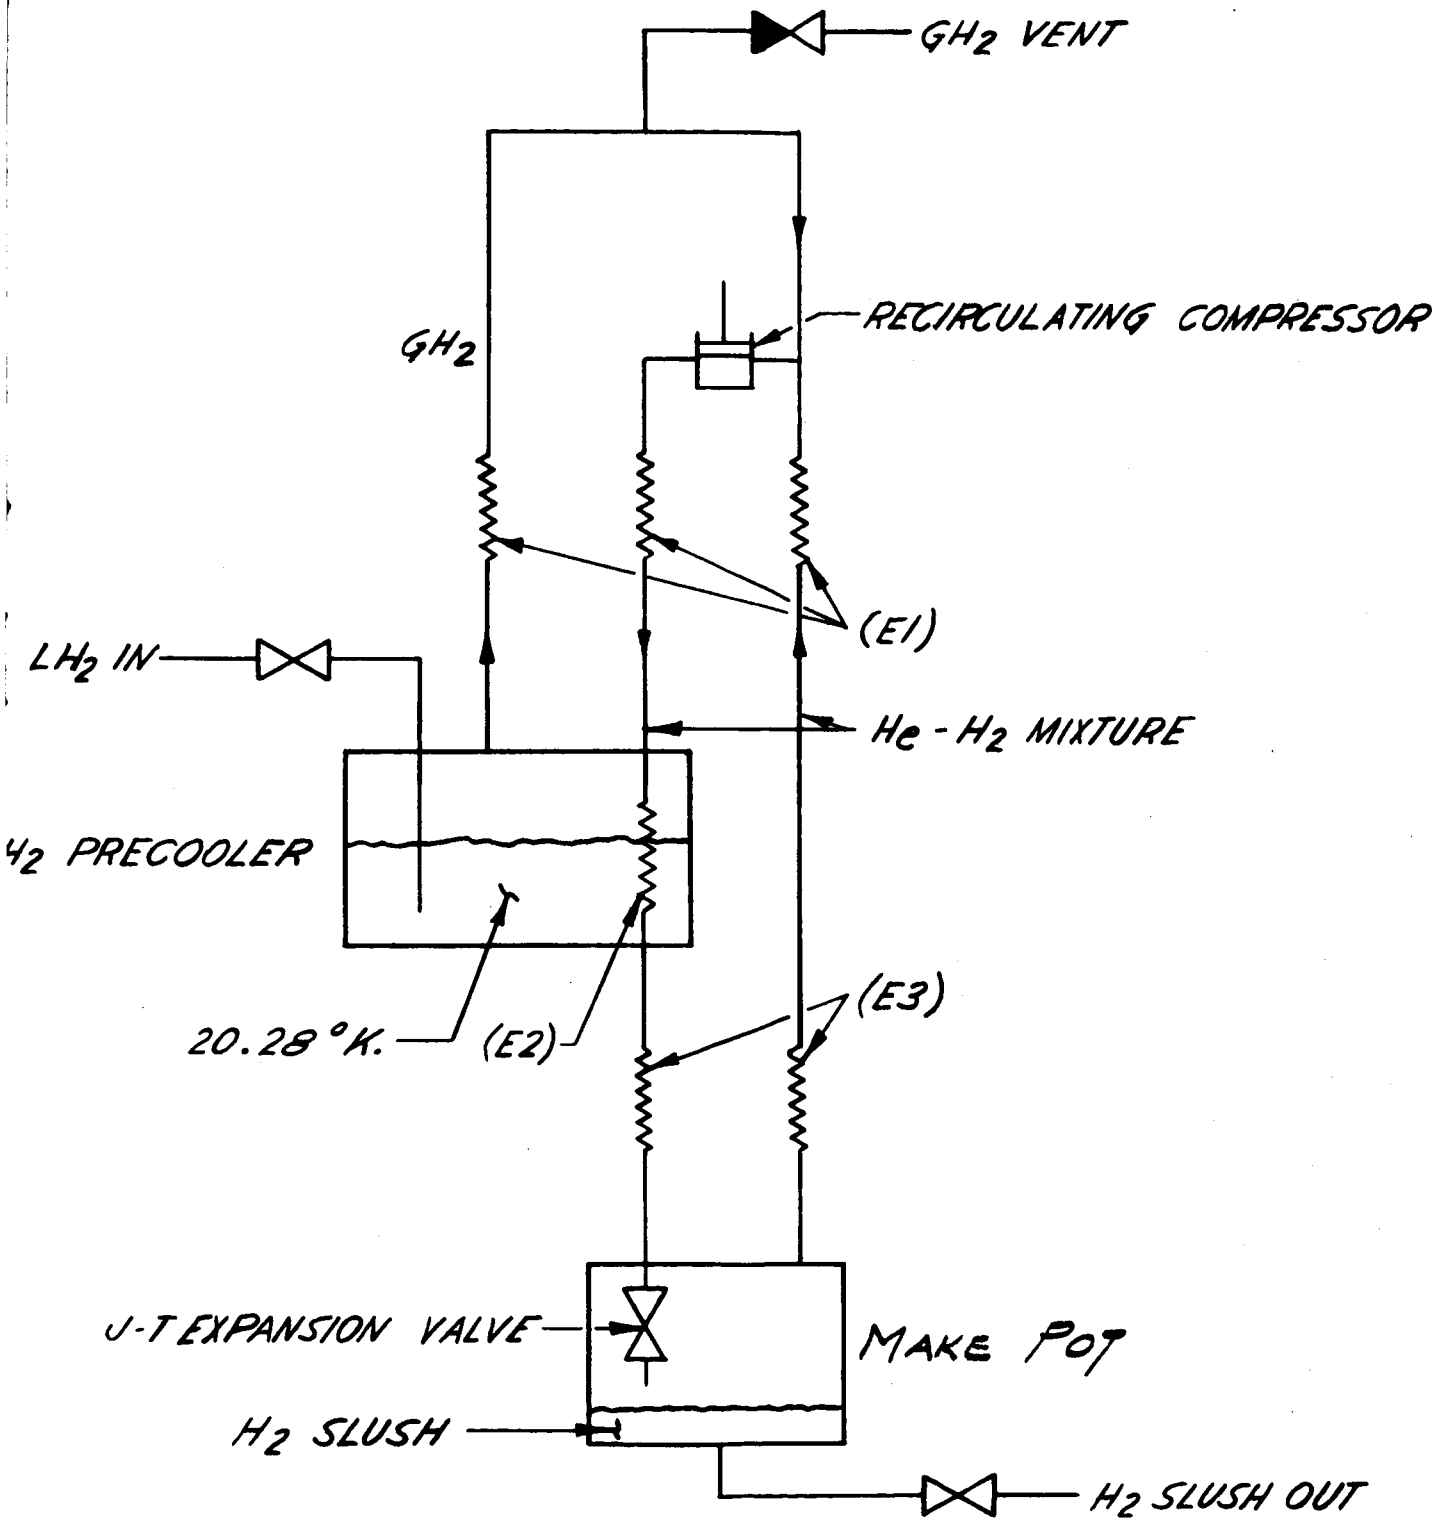 GH2 VENT
RECIRCULATING COMPRESSOR
GH2
(E1)
LH2 IN
He-H2 MIXTURE
H2 PRECOOLER
(E3)
20.28°K.
(E2)
J-T EXPANSION VALVE
MAKE POT
H2 SLUSH
H2 SLUSH OUT